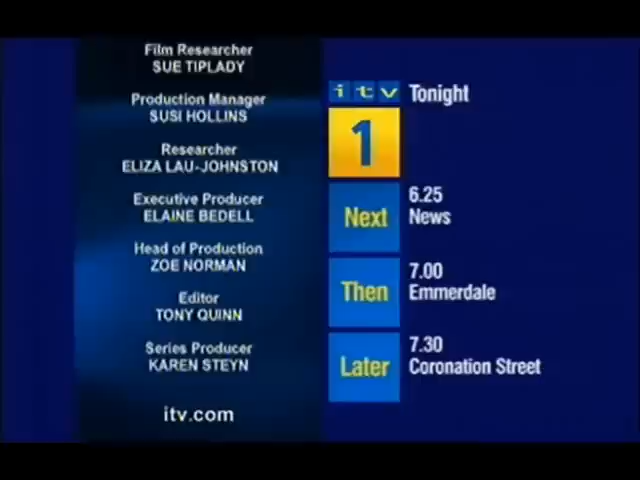 Film Researcher
SUE TIPLADY
Production Manager
SUSI HOLLINS
Researcher
ELIZA LAU-JOHNSTON
Executive Producer
ELAINE BEDELL
Head of Production
ZOE NORMAN
Editor
TONY QUINN
Series Producer
KAREN STEYN
itv.com
itv Tonight
1
Next 6.25
News
Then 7.00
Emmerdale
Later 7.30
Coronation Street